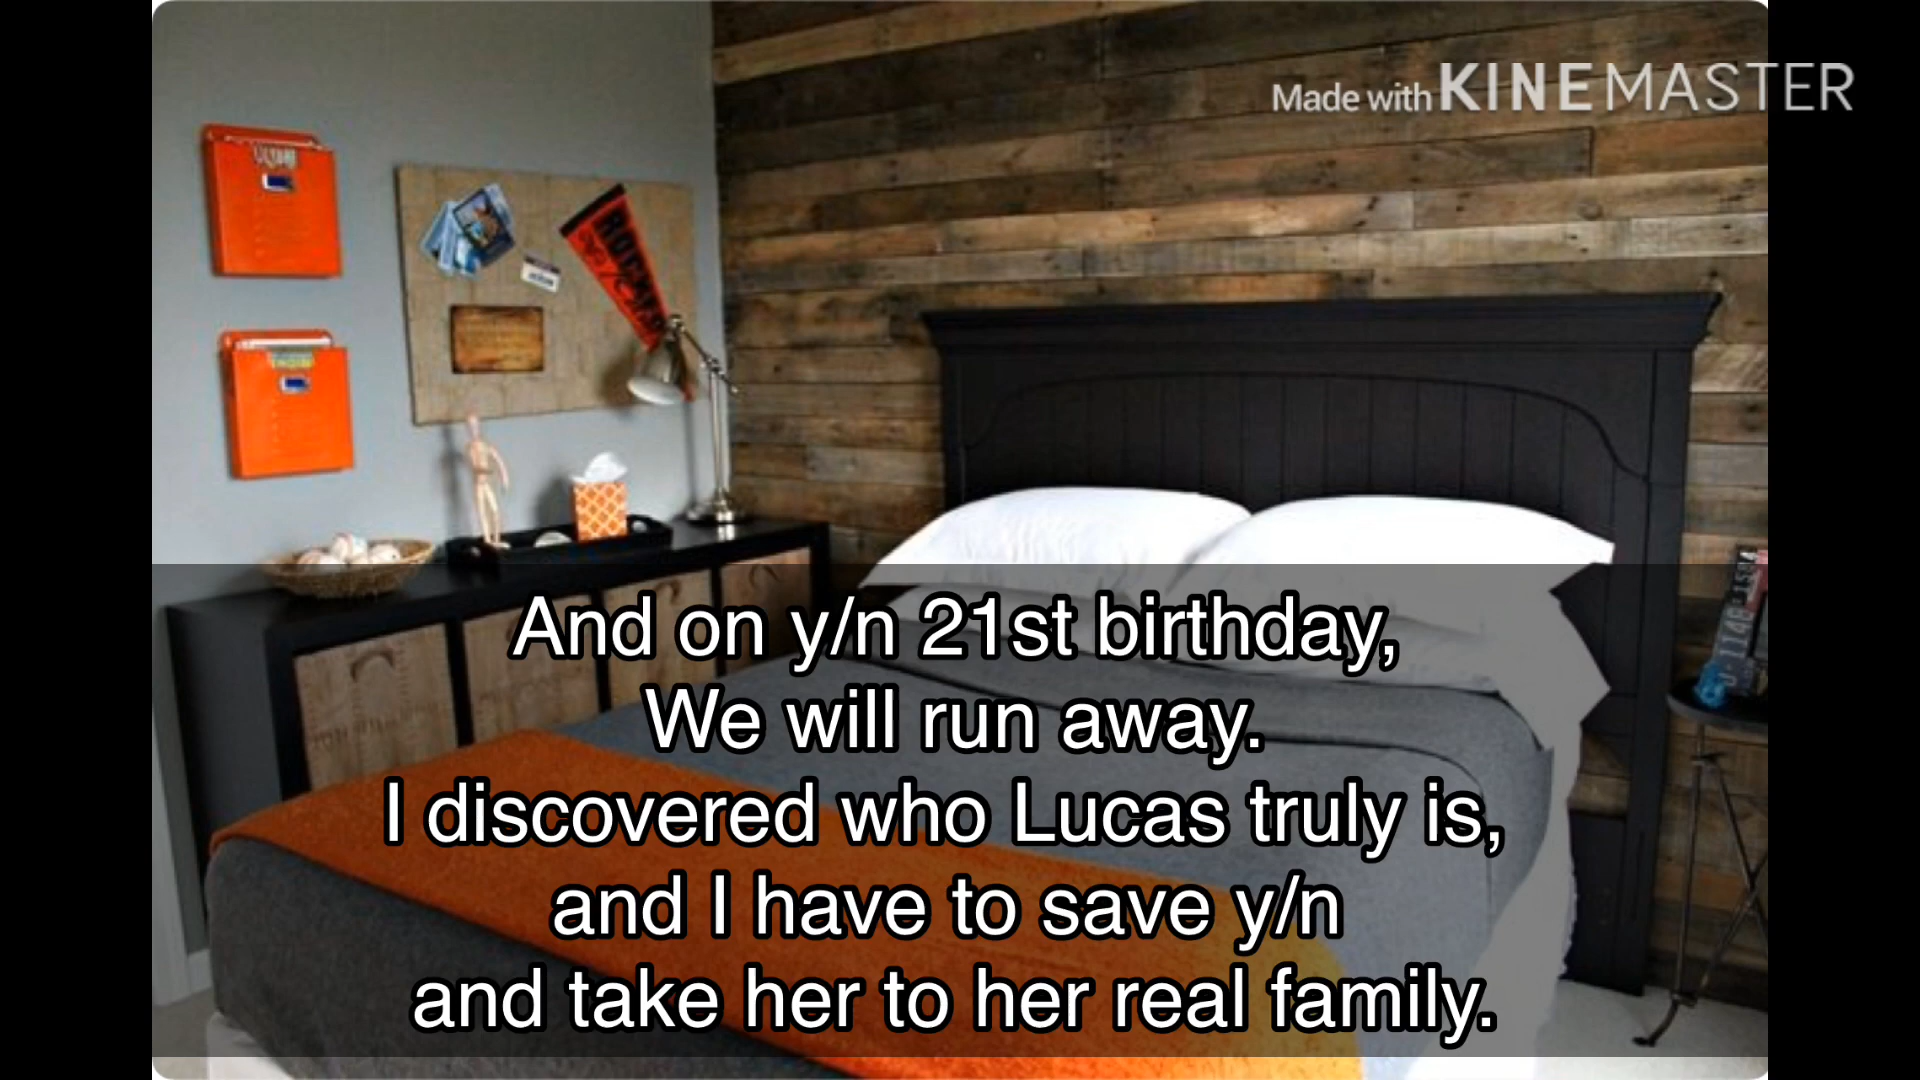 Made with KINEMASTER
ROCKERS
And on y/n 21st birthday,
We will run away.
I discovered who Lucas truly is,
and I have to save y/n
and take her to her real family.